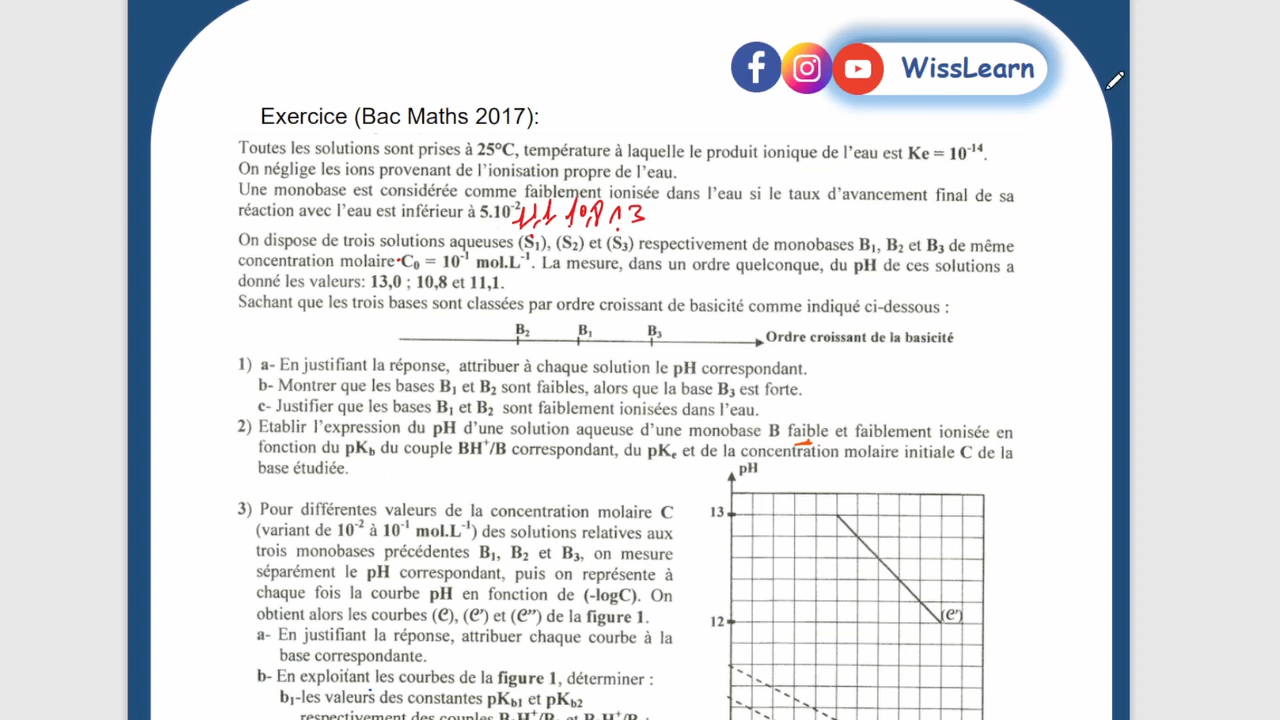 WissLearn
Exercice (Bac Maths 2017):
Toutes les solutions sont prises à 25°C, température à laquelle le produit ionique de l'eau est Ke = 10⁻¹⁴.
On néglige les ions provenant de l'ionisation propre de l'eau.
Une monobase est considérée comme faiblement ionisée dans l'eau si le taux d'avancement final de sa
réaction avec l'eau est inférieur à 5.10⁻² 11,1 10,8 13
On dispose de trois solutions aqueuses (S₁), (S₂) et (S₃) respectivement de monobases B₁, B₂ et B₃ de même
concentration molaire C₀ = 10⁻¹ mol.L⁻¹. La mesure, dans un ordre quelconque, du pH de ces solutions a
donné les valeurs: 13,0 ; 10,8 et 11,1.
Sachant que les trois bases sont classées par ordre croissant de basicité comme indiqué ci-dessous :
B₂ B₁ B₃ Ordre croissant de la basicité
1) a- En justifiant la réponse, attribuer à chaque solution le pH correspondant.
b- Montrer que les bases B₁ et B₂ sont faibles, alors que la base B₃ est forte.
c- Justifier que les bases B₁ et B₂ sont faiblement ionisées dans l'eau.
2) Etablir l'expression du pH d'une solution aqueuse d'une monobase B faible et faiblement ionisée en
fonction du pK_b du couple BH⁺/B correspondant, du pK_e et de la concentration molaire initiale C de la
base étudiée.
3) Pour différentes valeurs de la concentration molaire C
(variant de 10⁻² à 10⁻¹ mol.L⁻¹) des solutions relatives aux
trois monobases précédentes B₁, B₂ et B₃, on mesure
séparément le pH correspondant, puis on représente à
chaque fois la courbe pH en fonction de (-logC). On
obtient alors les courbes (e), (e') et (e'') de la figure 1.
a- En justifiant la réponse, attribuer chaque courbe à la
base correspondante.
b- En exploitant les courbes de la figure 1, déterminer :
b₁-les valeurs des constantes pK_b1 et pK_b2
respectivement des couples B₁H⁺/B₁ et B₂H⁺/B₂ ;
pH
13
12
(e')